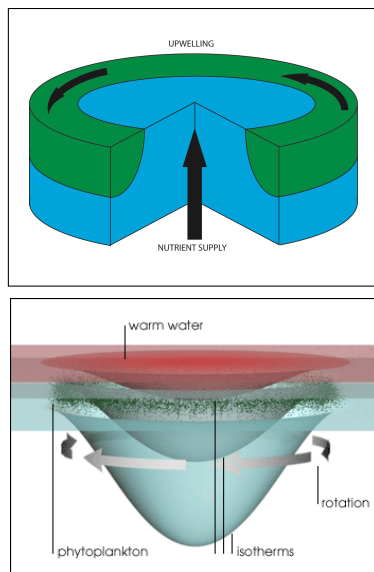 UPWELLING
NUTRIENT SUPPLY
warm water
rotation
phytoplankton
isotherms